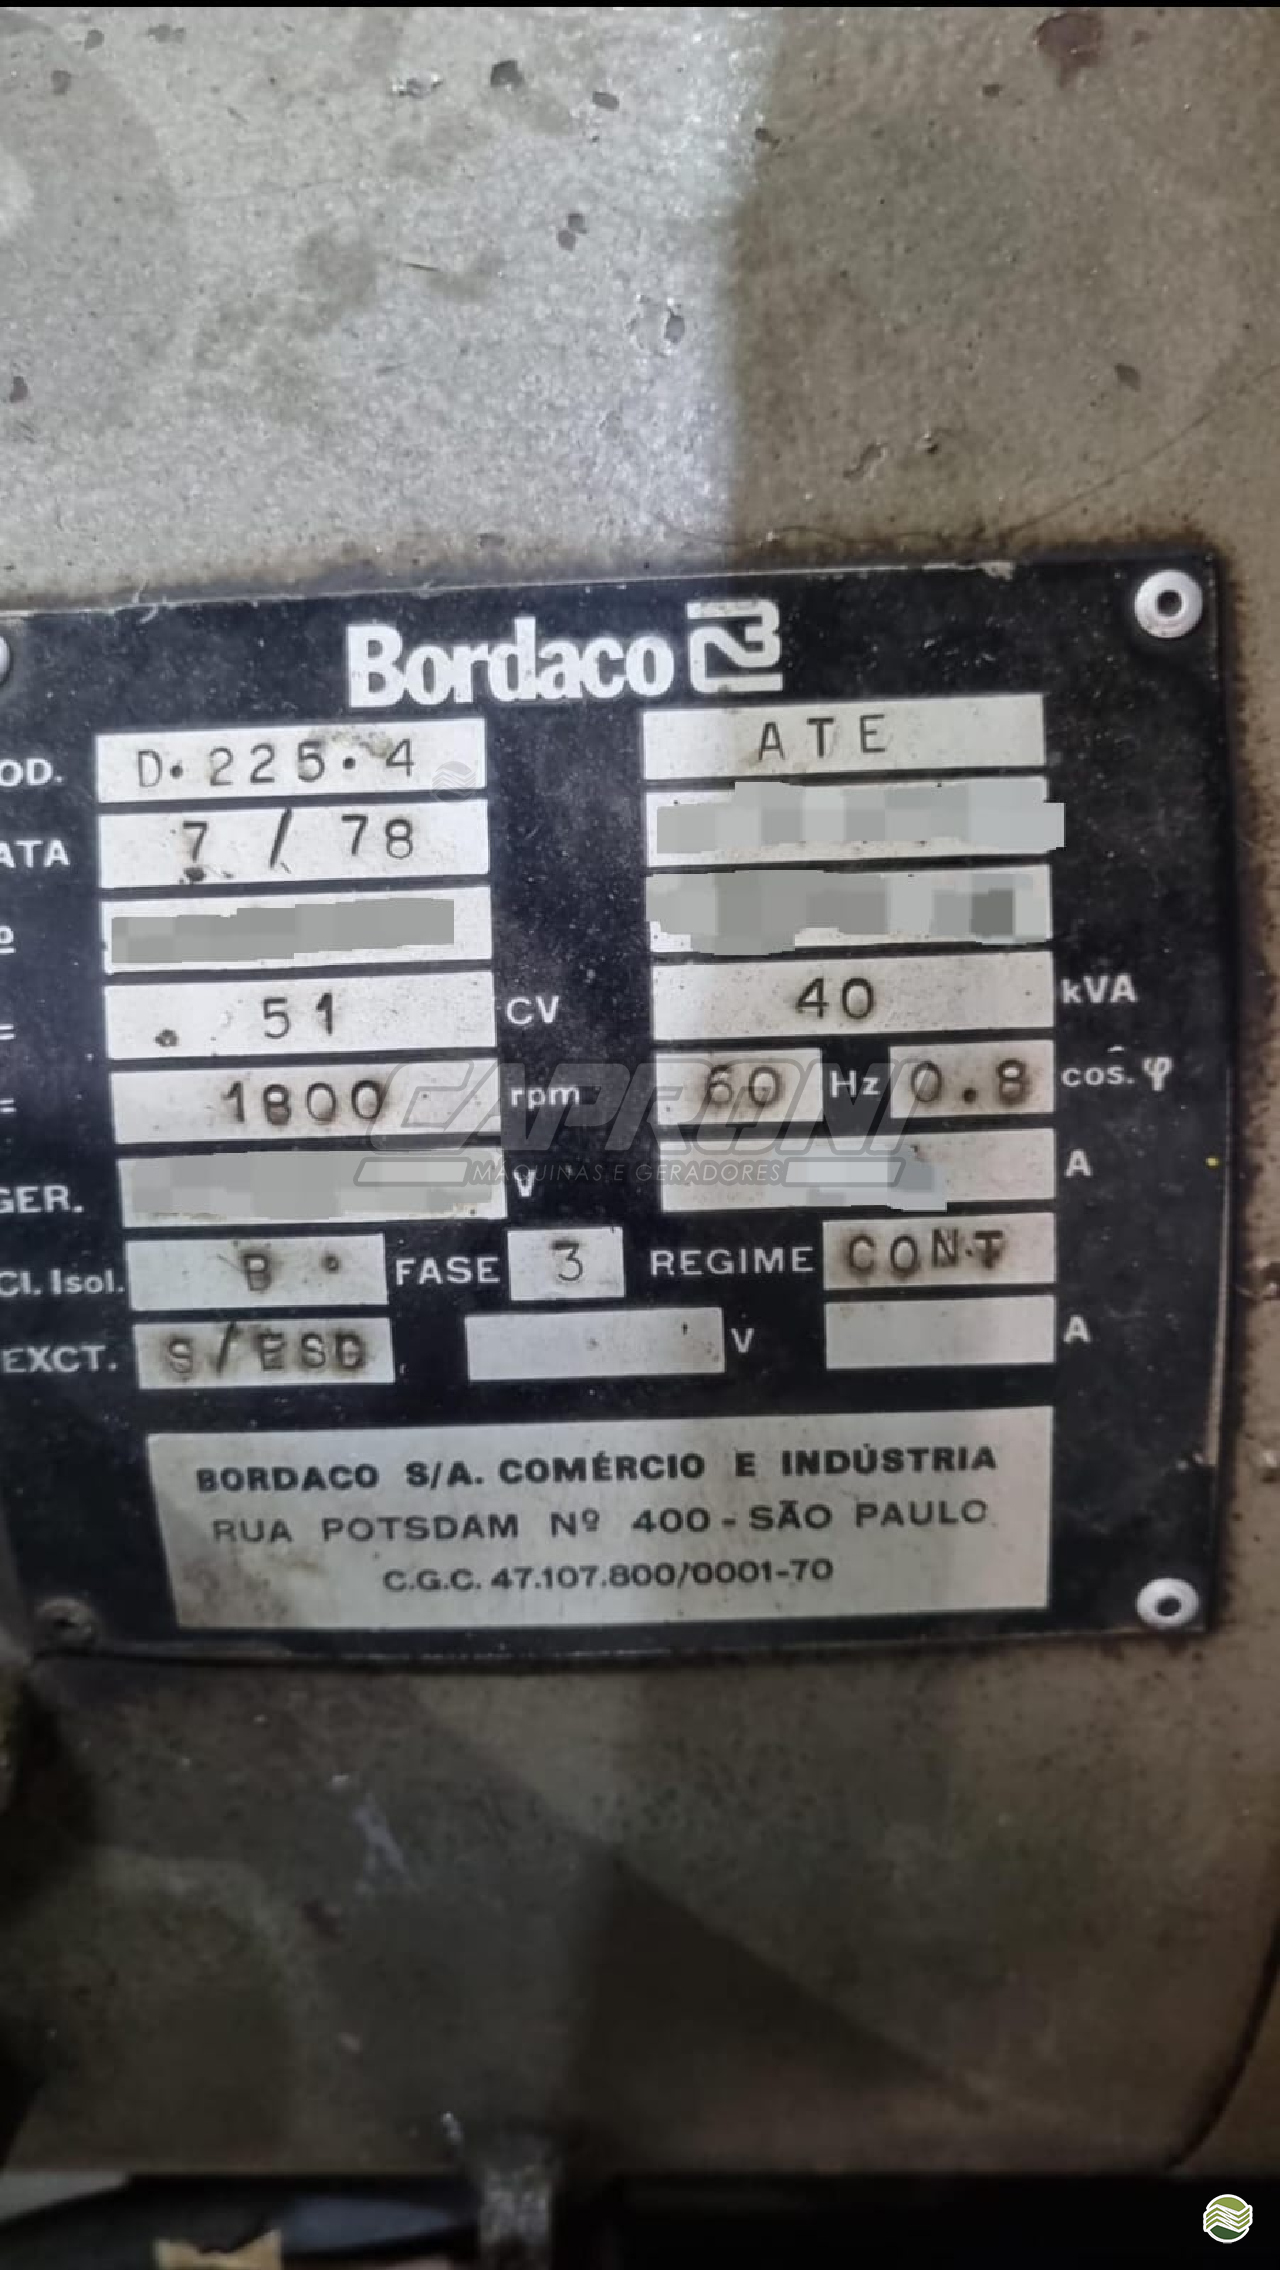 Bordaco
OD. D.225.4 ATE
ATA 7 / 78
º
= .51 CV 40 kVA
= 1800 rpm 60 Hz 0.8 cos. φ
CAPRONI
MÁQUINAS E GERADORES
GER. V A
Cl. Isol. B FASE 3 REGIME CONT
EXCT. S/ESC V A
BORDACO S/A. COMÉRCIO E INDÚSTRIA
RUA POTSDAM Nº 400 - SÃO PAULO
C.G.C. 47.107.800/0001-70